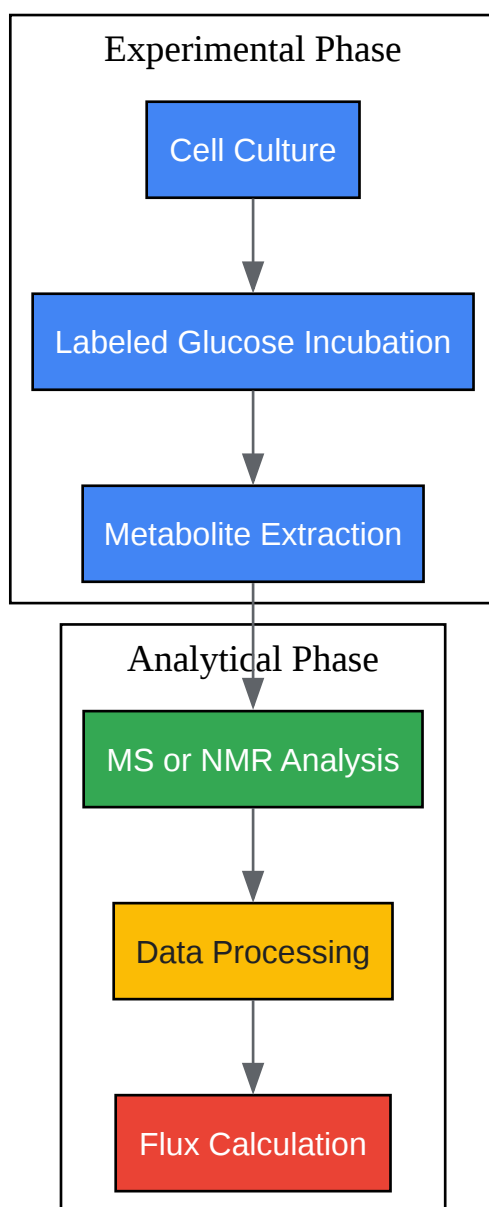 Experimental Phase
Cell Culture
Labeled Glucose Incubation
Metabolite Extraction
Analytical Phase
MS or NMR Analysis
Data Processing
Flux Calculation